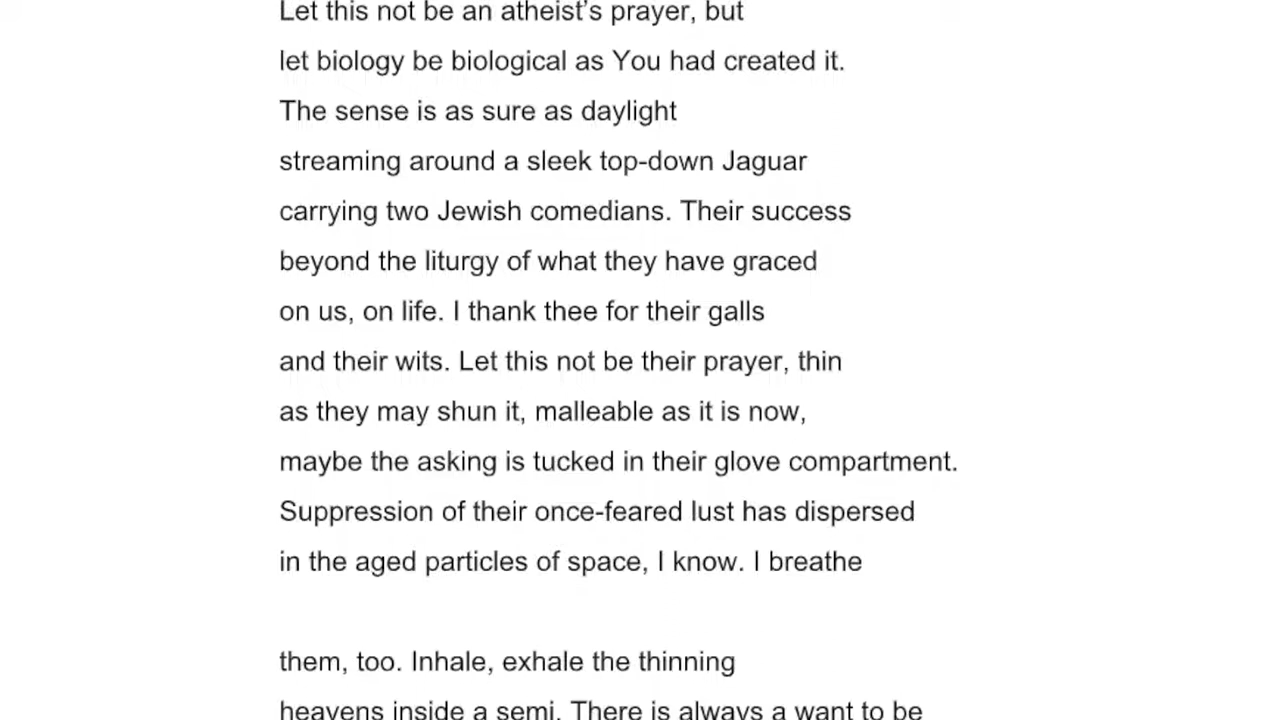 Let this not be an atheist’s prayer, but
let biology be biological as You had created it.
The sense is as sure as daylight
streaming around a sleek top-down Jaguar
carrying two Jewish comedians. Their success
beyond the liturgy of what they have graced
on us, on life. I thank thee for their galls
and their wits. Let this not be their prayer, thin
as they may shun it, malleable as it is now,
maybe the asking is tucked in their glove compartment.
Suppression of their once-feared lust has dispersed
in the aged particles of space, I know. I breathe
them, too. Inhale, exhale the thinning
heavens inside a semi. There is always a want to be